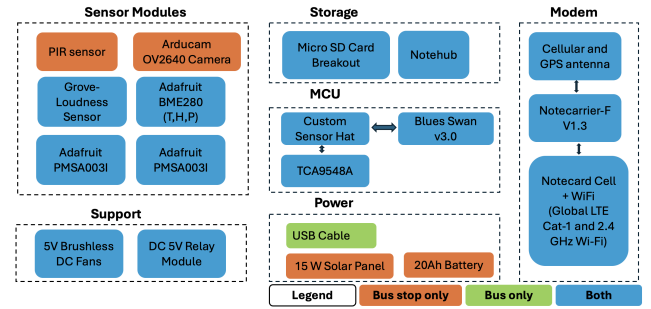 Sensor Modules
PIR sensor
Arducam
OV2640 Camera
Grove-
Loudness
Sensor
Adafruit
BME280
(T,H,P)
Adafruit
PMSA003I
Adafruit
PMSA003I
Support
5V Brushless
DC Fans
DC 5V Relay
Module
Storage
Micro SD Card
Breakout
Notehub
MCU
Custom
Sensor Hat
Blues Swan
v3.0
TCA9548A
Power
USB Cable
15 W Solar Panel
20Ah Battery
Modem
Cellular and
GPS antenna
Notecarrier-F
V1.3
Notecard Cell
+ WiFi
(Global LTE
Cat-1 and 2.4
GHz Wi-Fi)
Legend
Bus stop only
Bus only
Both